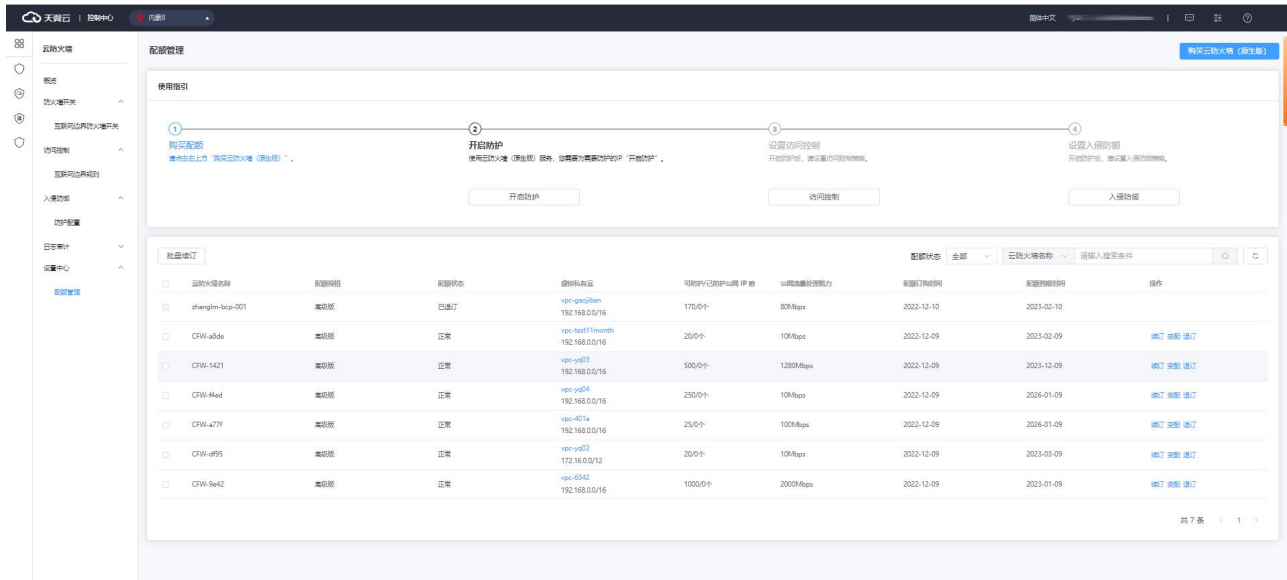 天翼云 | 控制中心 内蒙8
简体中文
云防火墙
概览
防火墙开关
互联网边界防火墙开关
访问控制
互联网边界规则
入侵防御
防护配置
日志审计
设置中心
配额管理
配额管理
购买云防火墙（原生版）
使用指引
1 2 3 4
购买配额 开启防护 设置访问控制 设置入侵防御
请点击右上方“购买云防火墙（原生版）”。 使用云防火墙（原生版）服务，您需要为需要防护的IP“开启防护”。 开启防护后，请设置访问控制策略。 开启防护后，请设置入侵防御策略。
开启防护 访问控制 入侵防御
批量续订 配额状态 全部 云防火墙名称 请输入搜索条件
云防火墙名称 配额规格 配额状态 虚拟私有云 可防护/已防护公网 IP 数 公网流量处理能力 配额订购时间 配额到期时间 操作
zhanglm-bcp-001 高级版 已退订 vpc-gaojiban 170/0个 80Mbps 2022-12-10 2023-02-10
192.168.0.0/16
CFW-a8de 高级版 正常 vpc-test11month 20/0个 10Mbps 2022-12-09 2023-02-09 续订 变配 退订
192.168.0.0/16
CFW-1421 高级版 正常 vpc-yq03 500/0个 1280Mbps 2022-12-09 2023-12-09 续订 变配 退订
192.168.0.0/16
CFW-f4ed 高级版 正常 vpc-yq04 250/0个 10Mbps 2022-12-09 2026-01-09 续订 变配 退订
192.168.0.0/16
CFW-a77f 高级版 正常 vpc-401a 25/0个 100Mbps 2022-12-09 2026-01-09 续订 变配 退订
192.168.0.0/16
CFW-df95 高级版 正常 vpc-yq02 20/0个 10Mbps 2022-12-09 2023-03-09 续订 变配 退订
172.16.0.0/12
CFW-9e42 高级版 正常 vpc-6342 1000/0个 2000Mbps 2022-12-09 2023-01-09 续订 变配 退订
192.168.0.0/16
共 7 条 < 1 >